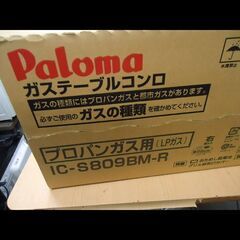 Paloma
ガステーブルコンロ
ガスの種類にはプロパンガスと都市ガスがあります。
必ずご使用のガスの種類を確かめてください。
プロパンガス用(LPガス)
IC-S809BM-R
右